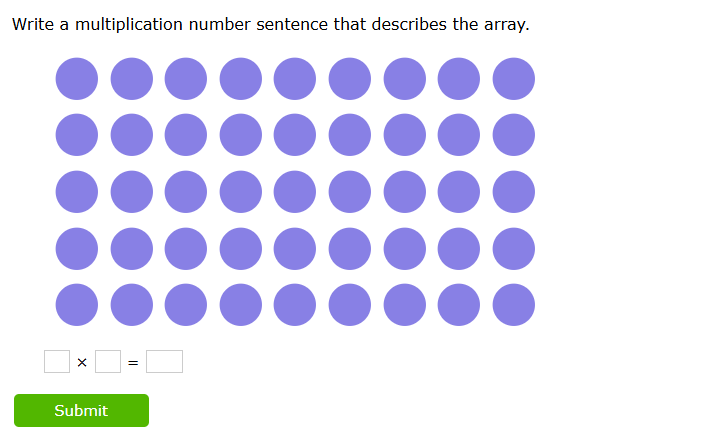 Write a multiplication number sentence that describes the array.
× =
Submit